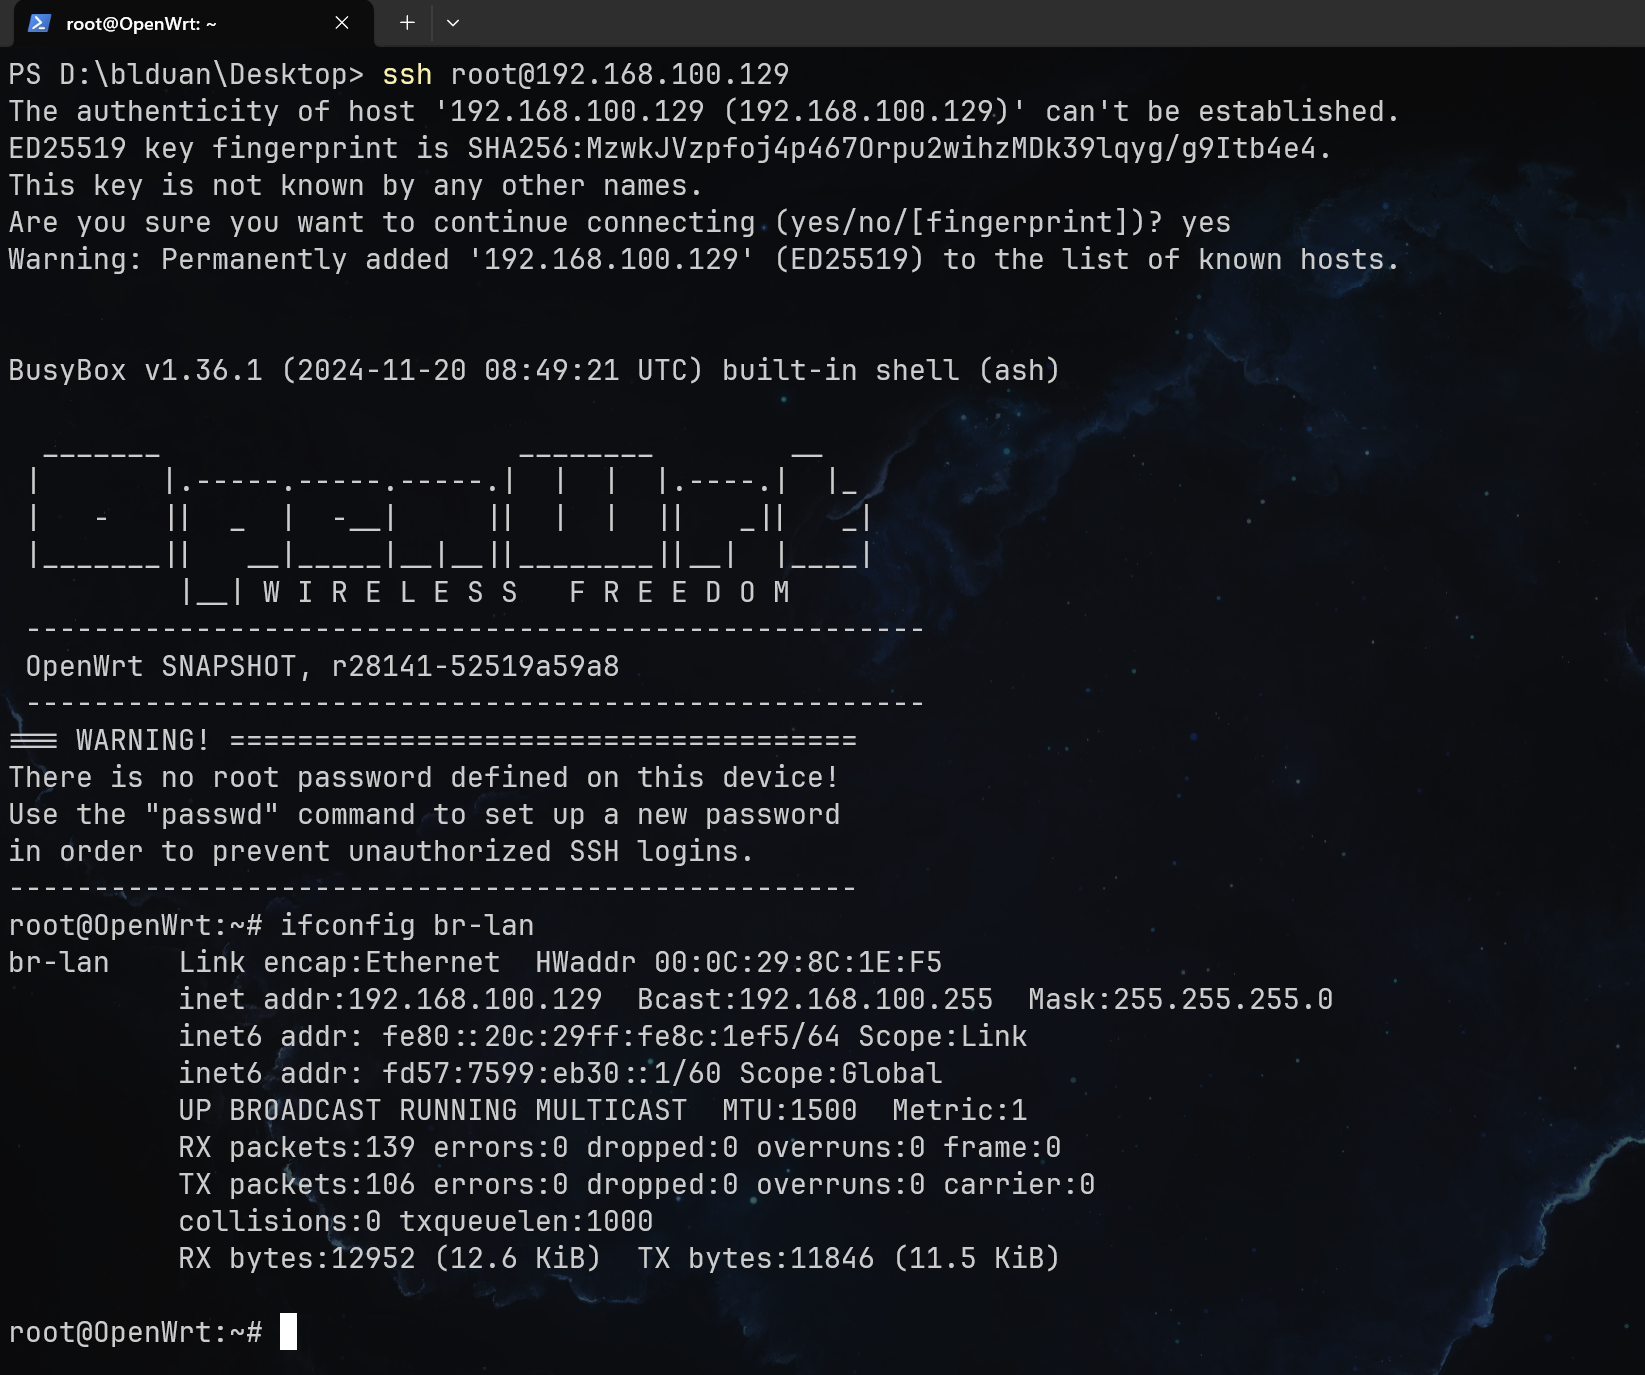 root@OpenWrt: ~
PS D:\blduan\Desktop> ssh root@192.168.100.129
The authenticity of host '192.168.100.129 (192.168.100.129)' can't be established.
ED25519 key fingerprint is SHA256:MzwkJVzpfoj4p467Orpu2wihzMDk39lqyg/g9Itb4e4.
This key is not known by any other names.
Are you sure you want to continue connecting (yes/no/[fingerprint])? yes
Warning: Permanently added '192.168.100.129' (ED25519) to the list of known hosts.
BusyBox v1.36.1 (2024-11-20 08:49:21 UTC) built-in shell (ash)
  _______                     ________        __
 |       |.-----.-----.-----.|  |  |  |.----.|  |_
 |   -   ||  _  |  -__|     ||  |  |  ||   _||   _|
 |_______||   __|_____|__|__||________||__|  |____|
          |__| W I R E L E S S   F R E E D O M
 -----------------------------------------------------
 OpenWrt SNAPSHOT, r28141-52519a59a8
 -----------------------------------------------------
=== WARNING! =====================================
There is no root password defined on this device!
Use the "passwd" command to set up a new password
in order to prevent unauthorized SSH logins.
--------------------------------------------------
root@OpenWrt:~# ifconfig br-lan
br-lan    Link encap:Ethernet  HWaddr 00:0C:29:8C:1E:F5
          inet addr:192.168.100.129  Bcast:192.168.100.255  Mask:255.255.255.0
          inet6 addr: fe80::20c:29ff:fe8c:1ef5/64 Scope:Link
          inet6 addr: fd57:7599:eb30::1/60 Scope:Global
          UP BROADCAST RUNNING MULTICAST  MTU:1500  Metric:1
          RX packets:139 errors:0 dropped:0 overruns:0 frame:0
          TX packets:106 errors:0 dropped:0 overruns:0 carrier:0
          collisions:0 txqueuelen:1000
          RX bytes:12952 (12.6 KiB)  TX bytes:11846 (11.5 KiB)
root@OpenWrt:~#